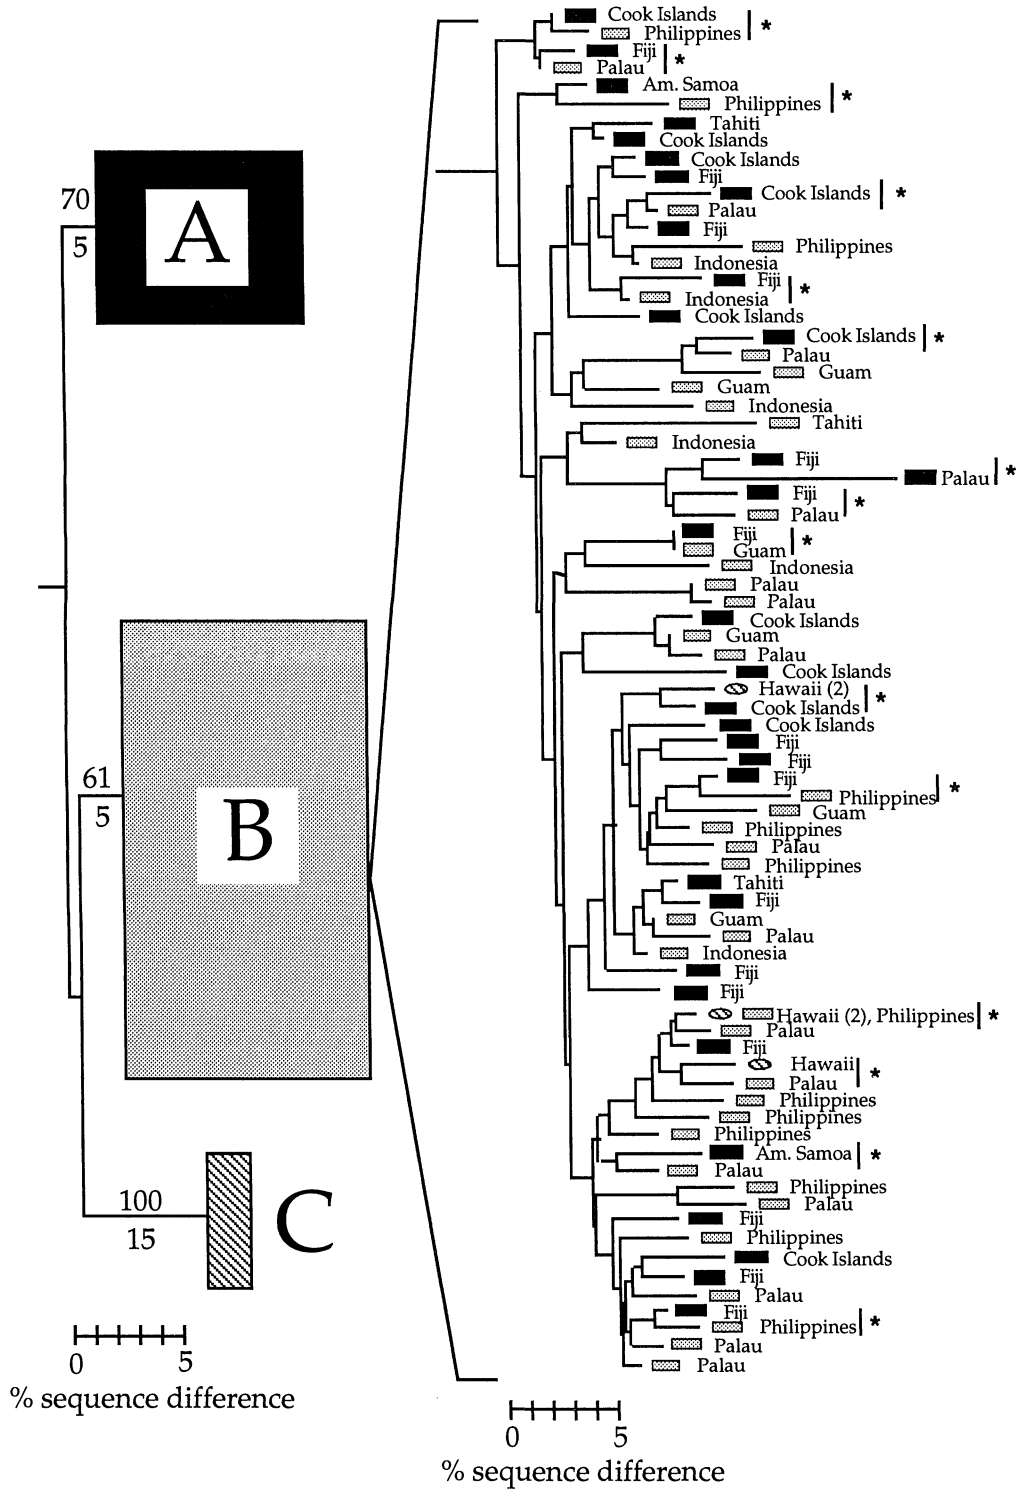 70
5
A
61
5
B
100
15
C
0 5
% sequence difference
Cook Islands
Philippines *
Fiji
Palau *
Am. Samoa
Philippines *
Tahiti
Cook Islands
Cook Islands
Fiji
Cook Islands *
Palau
Fiji
Philippines
Indonesia
Fiji
Indonesia *
Cook Islands
Cook Islands *
Palau
Guam
Guam
Indonesia
Tahiti
Indonesia
Fiji
Palau *
Fiji
Palau *
Fiji
Guam *
Indonesia
Palau
Palau
Cook Islands
Guam
Palau
Cook Islands
Hawaii (2)
Cook Islands *
Cook Islands
Fiji
Fiji
Fiji
Philippines *
Guam
Philippines
Palau
Philippines
Tahiti
Fiji
Guam
Palau
Indonesia
Fiji
Fiji
Hawaii (2), Philippines *
Palau
Fiji
Hawaii
Palau *
Philippines
Philippines
Philippines
Am. Samoa *
Palau
Philippines
Palau
Fiji
Philippines
Cook Islands
Fiji
Palau
Fiji
Philippines *
Palau
Palau
0 5
% sequence difference